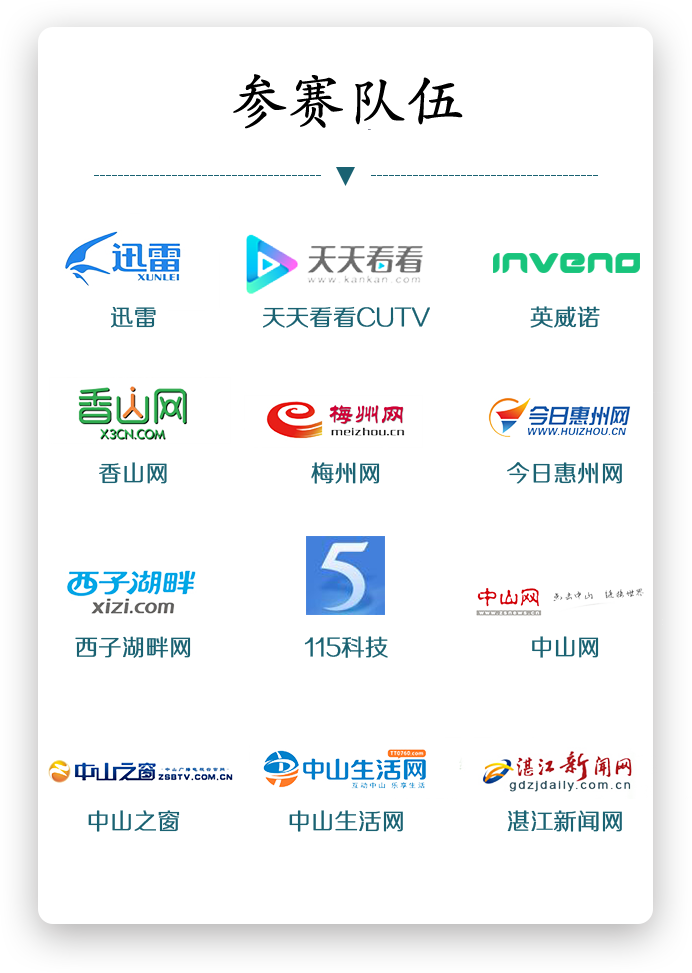 参赛队伍
迅雷
XUNLEI
天天看看
www.kankan.com
inveno
迅雷
天天看看CUTV
英威诺
香山网
X3CN.COM
梅州网
meizhou.cn
今日惠州网
WWW.HUIZHOU.CN
香山网
梅州网
今日惠州网
西子湖畔
xizi.com
5
中山网
www.zsnews.cn
西子湖畔网
115科技
中山网
中山之窗
ZSBTV.COM.CN
TT0760.com
中山生活网
互动中山 乐享生活
湛江新闻网
gdzjdaily.com.cn
中山之窗
中山生活网
湛江新闻网